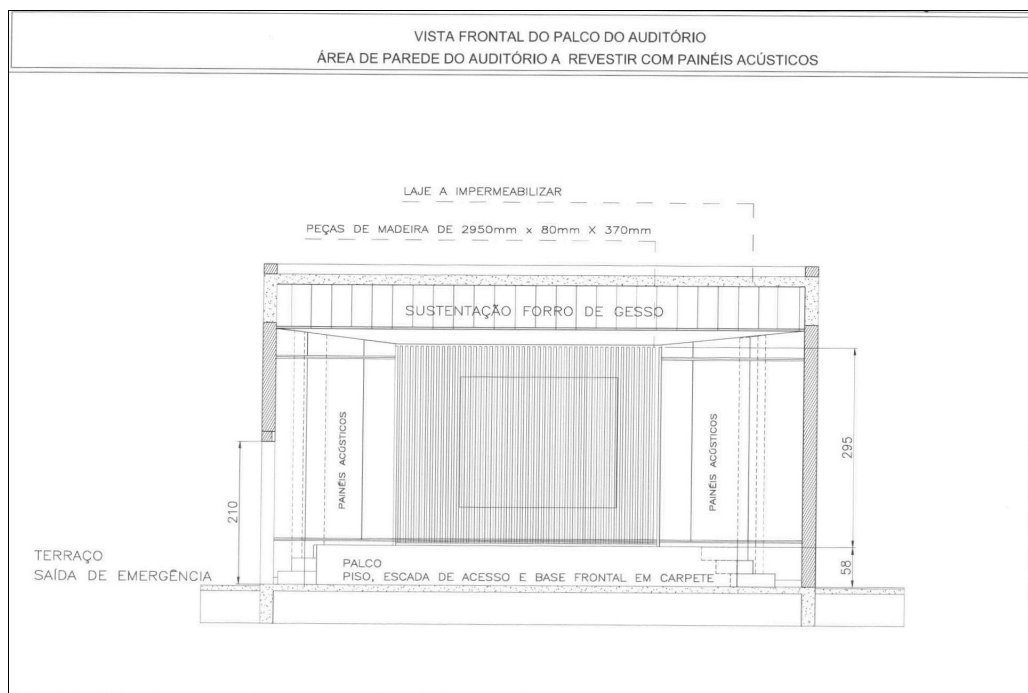 VISTA FRONTAL DO PALCO DO AUDITÓRIO
ÁREA DE PAREDE DO AUDITÓRIO A REVESTIR COM PAINÉIS ACÚSTICOS
LAJE A IMPERMEABILIZAR
PEÇAS DE MADEIRA DE 2950mm x 80mm X 370mm
SUSTENTAÇÃO FORRO DE GESSO
PAINÉIS ACÚSTICOS
PAINÉIS ACÚSTICOS
295
210
58
TERRAÇO
SAÍDA DE EMERGÊNCIA
PALCO
PISO, ESCADA DE ACESSO E BASE FRONTAL EM CARPETE